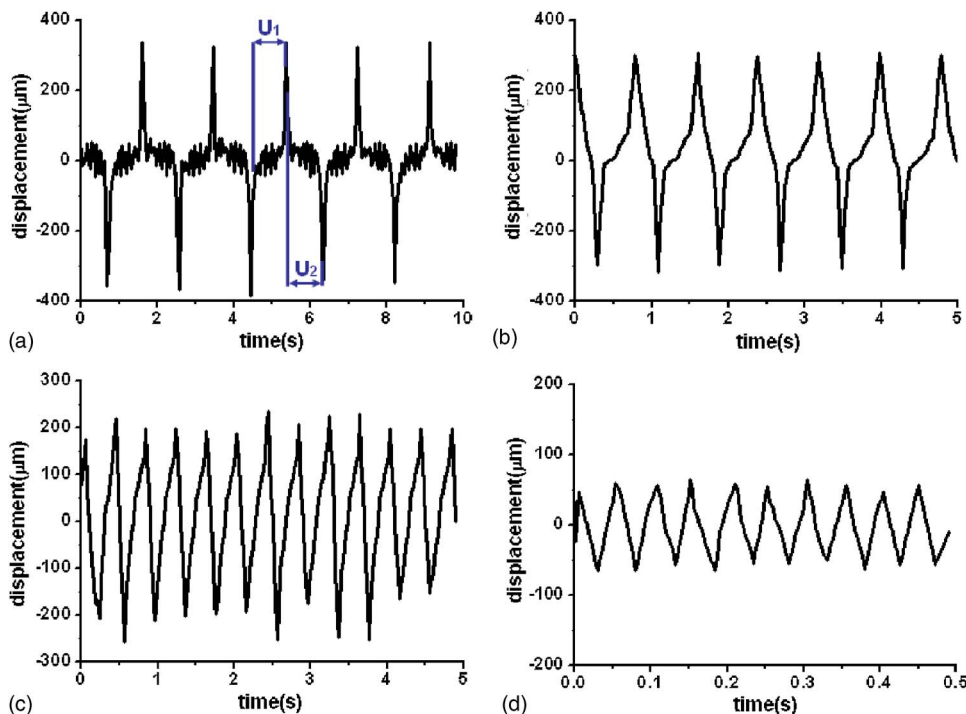 400
200
0
-200
-400
displacement(μm)
U1
U2
0 2 4 6 8 10
time(s)
(a)
400
200
0
-200
-400
displacement(μm)
0 1 2 3 4 5
time(s)
(b)
300
200
100
0
-100
-200
-300
displacement(μm)
0 1 2 3 4 5
time(s)
(c)
200
100
0
-100
-200
displacement(μm)
0.0 0.1 0.2 0.3 0.4 0.5
time(s)
(d)